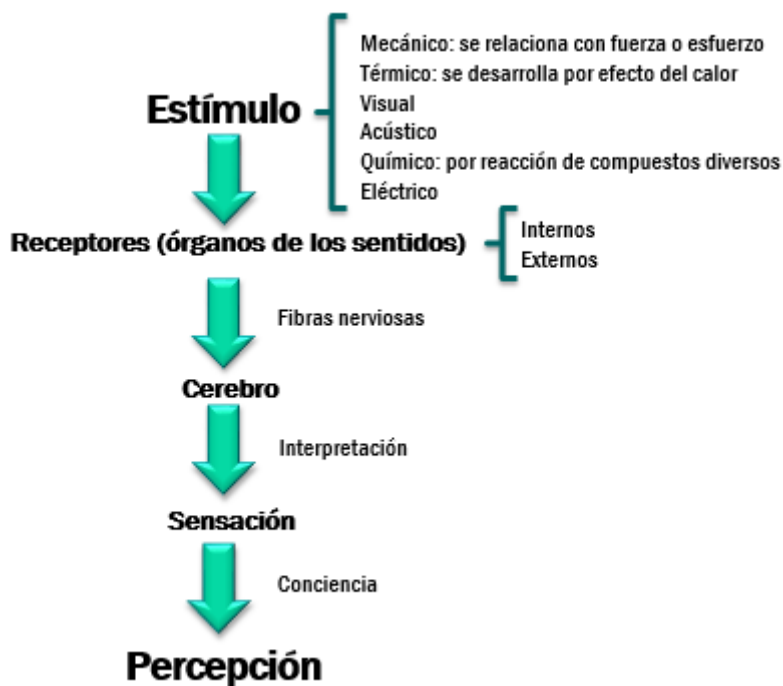 Mecánico: se relaciona con fuerza o esfuerzo
Térmico: se desarrolla por efecto del calor
Estímulo
Visual
Acústico
Químico: por reacción de compuestos diversos
Eléctrico
Receptores (órganos de los sentidos)
Internos
Externos
Fibras nerviosas
Cerebro
Interpretación
Sensación
Conciencia
Percepción